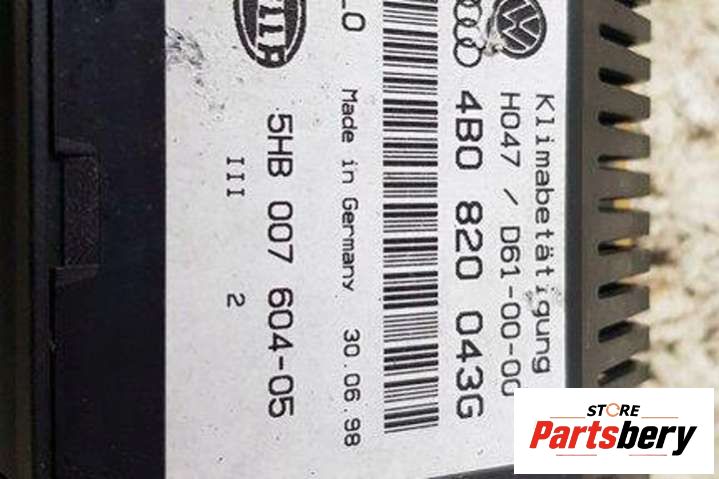 Klimabetätigung
H047 / D61-00-00
4B0 820 043G
Made in Germany 30.06.98
5HB 007 604-05
III 2
STORE
Partsbery